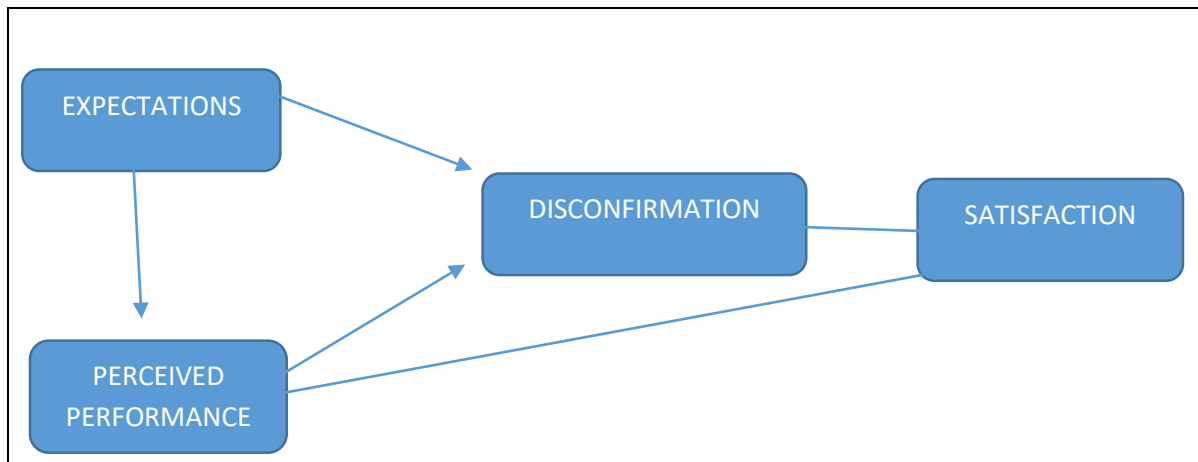 EXPECTATIONS
DISCONFIRMATION
SATISFACTION
PERCEIVED
PERFORMANCE